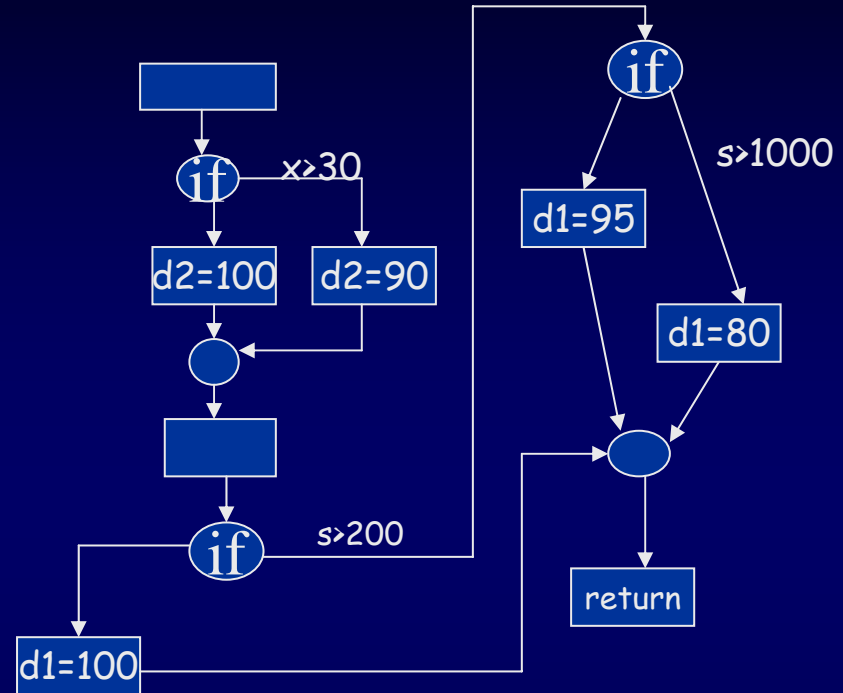 if
x>30
d2=100
d2=90
if
s>200
d1=100
if
s>1000
d1=95
d1=80
return